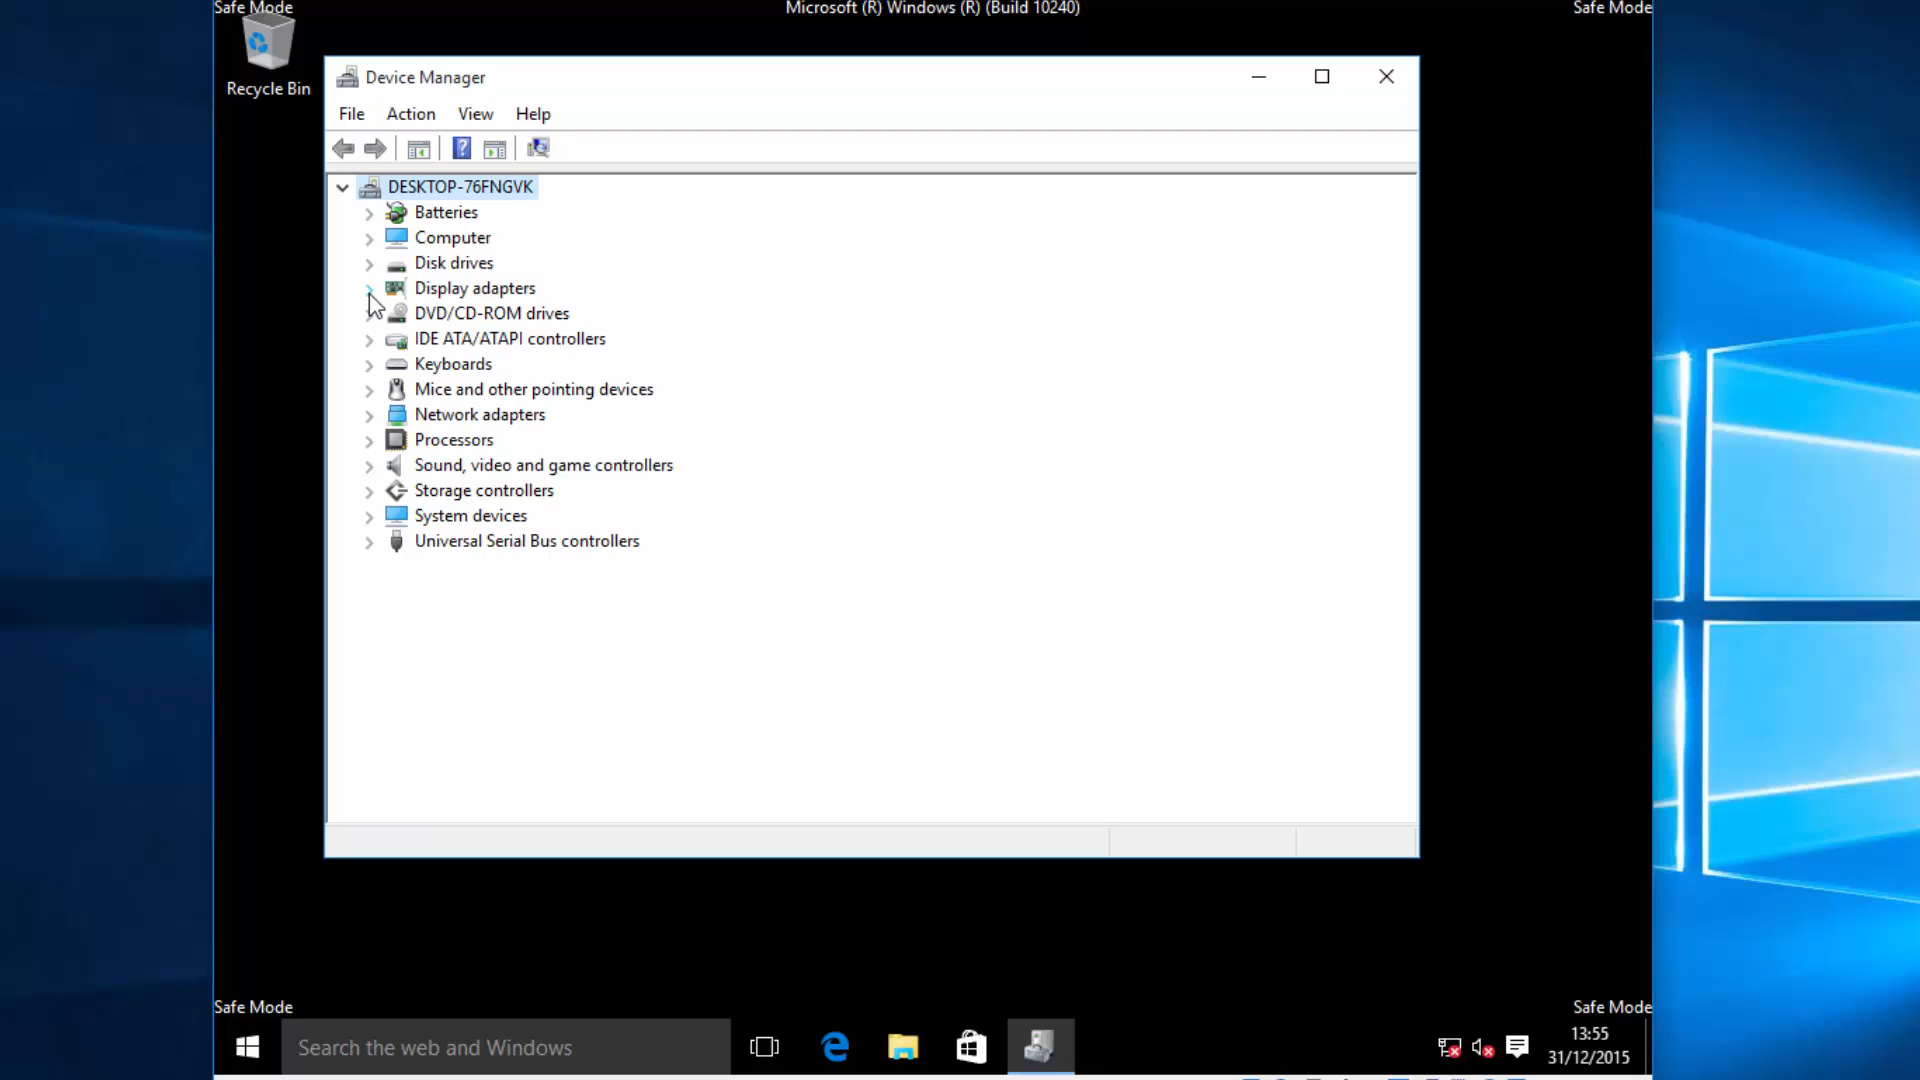 Safe Mode
Microsoft (R) Windows (R) (Build 10240)
Safe Mode
Recycle Bin
Device Manager
File Action View Help
DESKTOP-76FNGVK
Batteries
Computer
Disk drives
Display adapters
DVD/CD-ROM drives
IDE ATA/ATAPI controllers
Keyboards
Mice and other pointing devices
Network adapters
Processors
Sound, video and game controllers
Storage controllers
System devices
Universal Serial Bus controllers
Safe Mode
Safe Mode
Search the web and Windows
13:55
31/12/2015